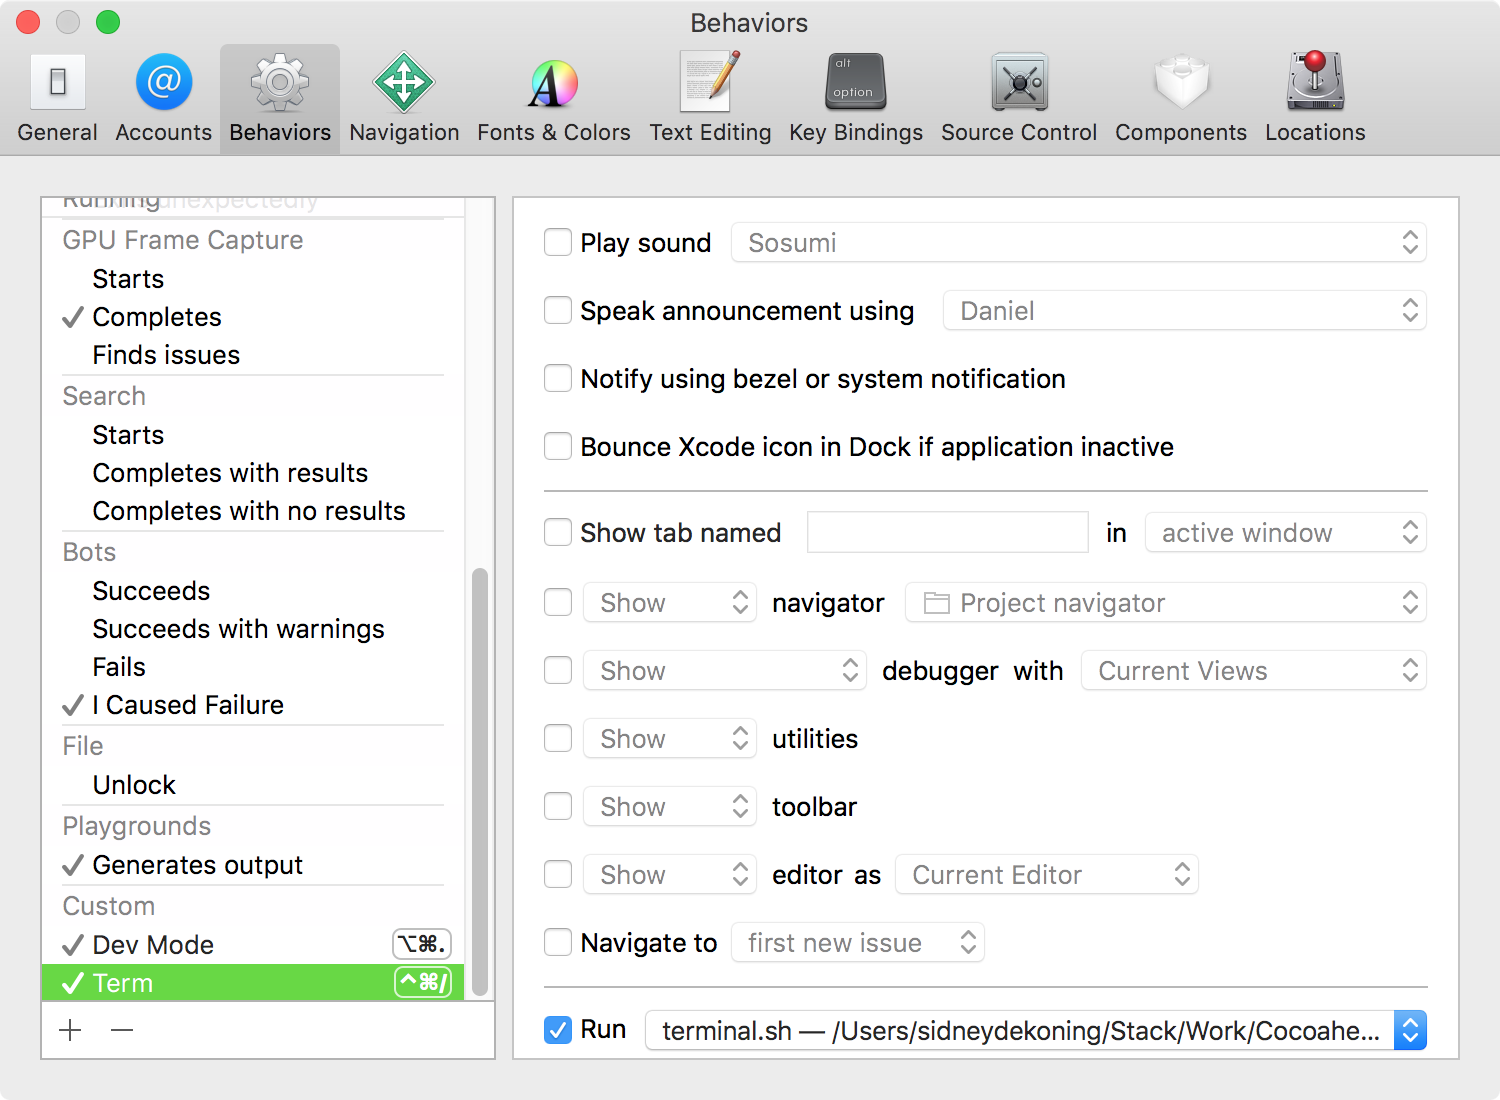 Behaviors
General Accounts Behaviors Navigation Fonts & Colors Text Editing Key Bindings Source Control Components Locations
@
A
alt
option
Running unexpectedly
GPU Frame Capture
Starts
✓ Completes
Finds issues
Search
Starts
Completes with results
Completes with no results
Bots
Succeeds
Succeeds with warnings
Fails
✓ I Caused Failure
File
Unlock
Playgrounds
✓ Generates output
Custom
✓ Dev Mode ⌥⌘.
✓ Term ^⌘/
+ −
Play sound Sosumi
Speak announcement using Daniel
Notify using bezel or system notification
Bounce Xcode icon in Dock if application inactive
Show tab named in active window
Show navigator Project navigator
Show debugger with Current Views
Show utilities
Show toolbar
Show editor as Current Editor
Navigate to first new issue
✓ Run terminal.sh — /Users/sidneydekoning/Stack/Work/Cocoahe...